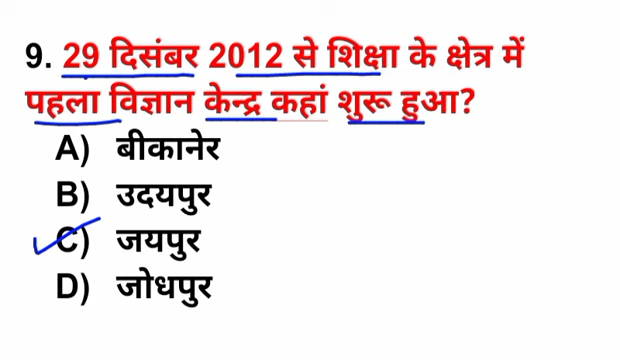 9. 29 दिसंबर 2012 से शिक्षा के क्षेत्र में
पहला विज्ञान केन्द्र कहां शुरू हुआ?
A) बीकानेर
B) उदयपुर
C) जयपुर
D) जोधपुर